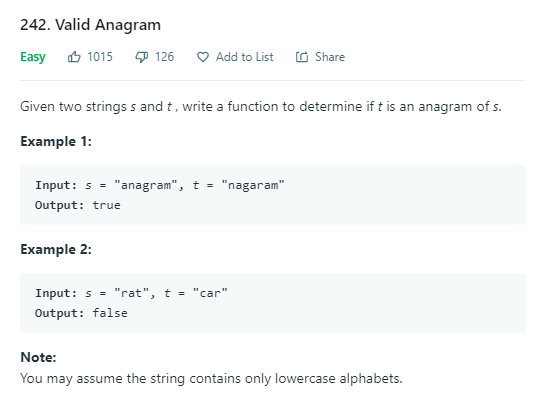 242. Valid Anagram
Easy 1015 126 Add to List Share
Given two strings s and t , write a function to determine if t is an anagram of s.
Example 1:
Input: s = "anagram", t = "nagaram"
Output: true
Example 2:
Input: s = "rat", t = "car"
Output: false
Note:
You may assume the string contains only lowercase alphabets.